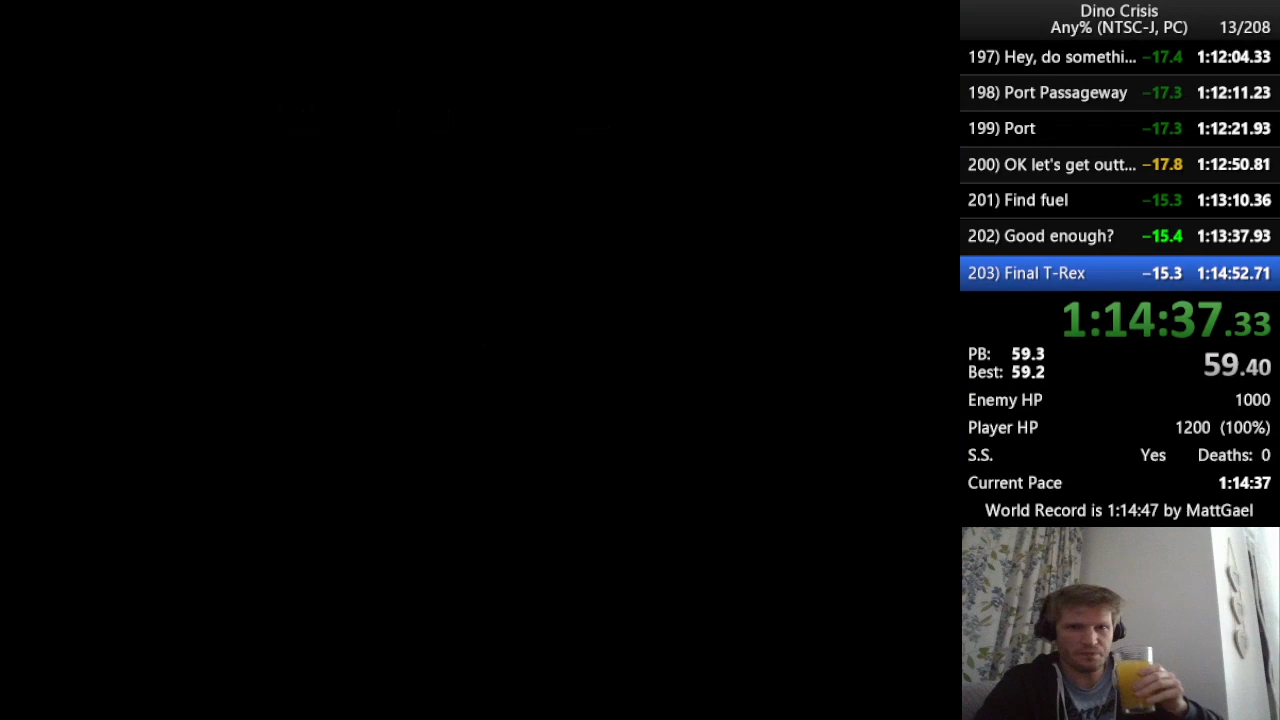 Dino Crisis
Any% (NTSC-J, PC) 13/208
197) Hey, do somethi... −17.4 1:12:04.33
198) Port Passageway −17.3 1:12:11.23
199) Port −17.3 1:12:21.93
200) OK let's get outt... −17.8 1:12:50.81
201) Find fuel −15.3 1:13:10.36
202) Good enough? −15.4 1:13:37.93
203) Final T-Rex −15.3 1:14:52.71
1:14:37.33
PB: 59.3
Best: 59.2
59.40
Enemy HP 1000
Player HP 1200 (100%)
S.S. Yes Deaths: 0
Current Pace 1:14:37
World Record is 1:14:47 by MattGael